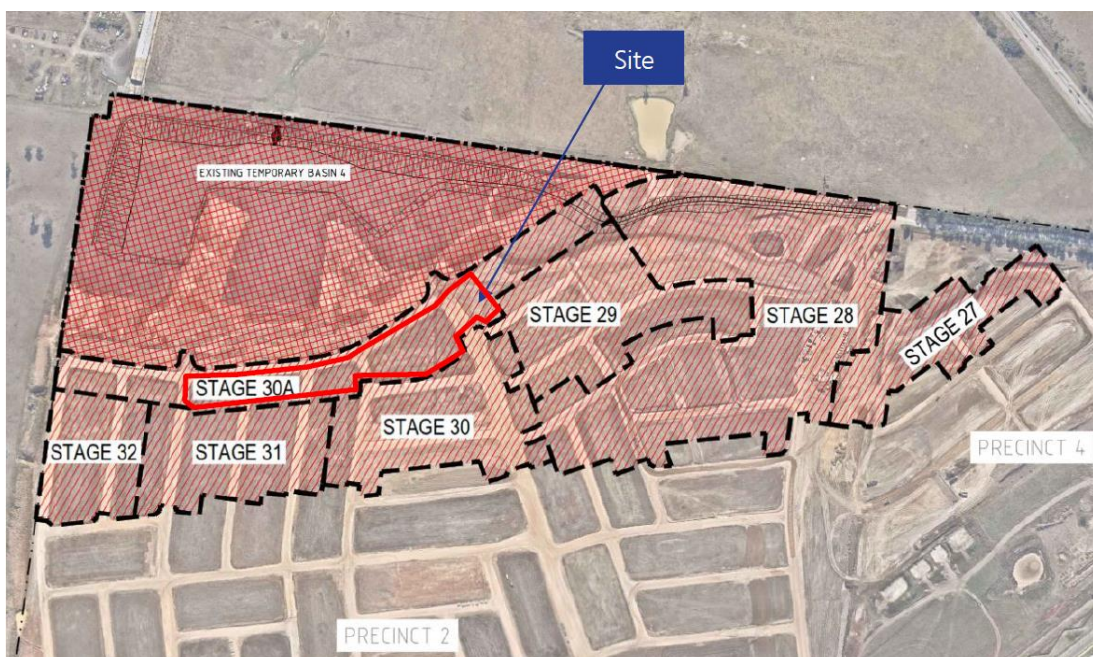 Site
EXISTING TEMPORARY BASIN 4
STAGE 29
STAGE 28
STAGE 27
STAGE 30A
STAGE 32
STAGE 31
STAGE 30
PRECINCT 4
PRECINCT 2